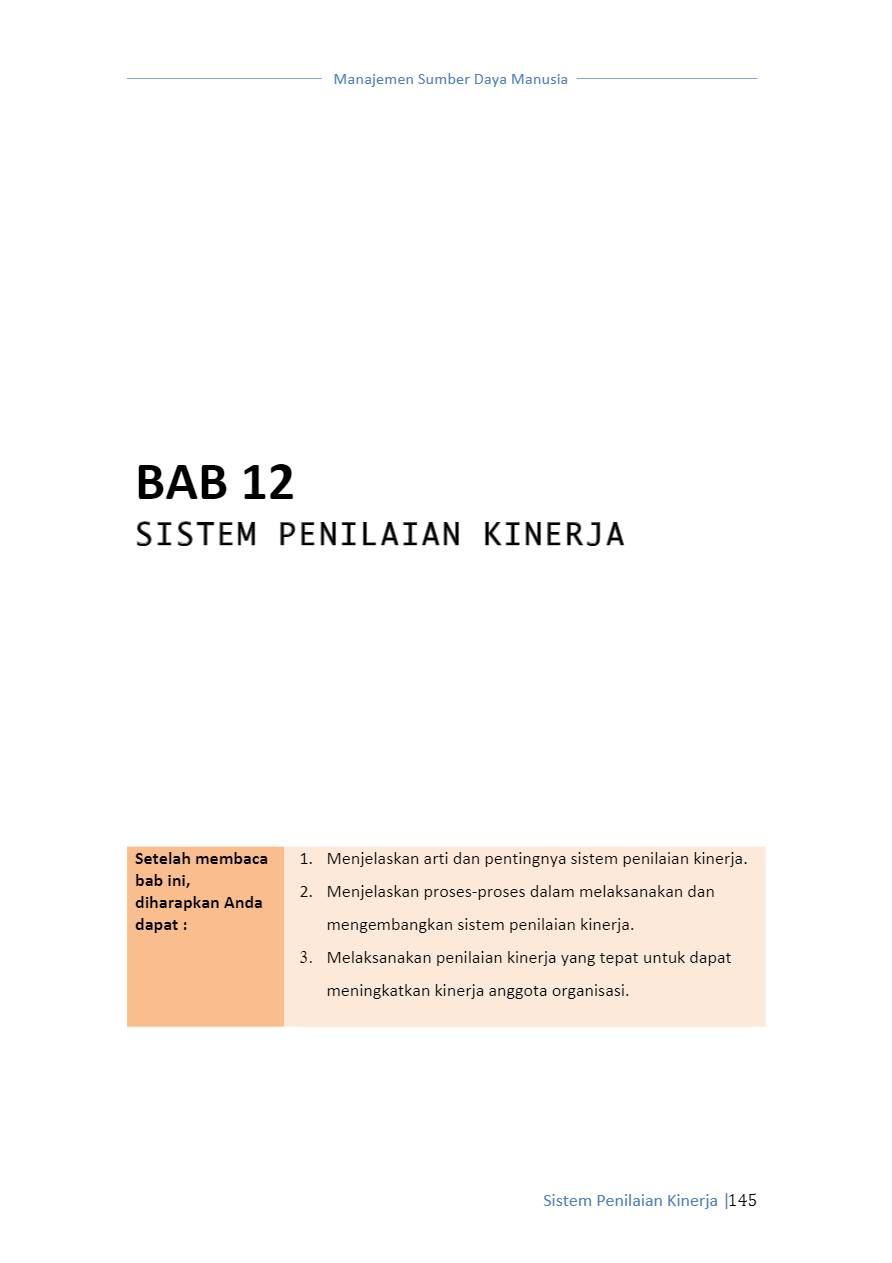 Manajemen Sumber Daya Manusia
BAB 12
SISTEM PENILAIAN KINERJA
Setelah membaca
bab ini,
diharapkan Anda
dapat :
1. Menjelaskan arti dan pentingnya sistem penilaian kinerja.
2. Menjelaskan proses-proses dalam melaksanakan dan
mengembangkan sistem penilaian kinerja.
3. Melaksanakan penilaian kinerja yang tepat untuk dapat
meningkatkan kinerja anggota organisasi.
Sistem Penilaian Kinerja |145